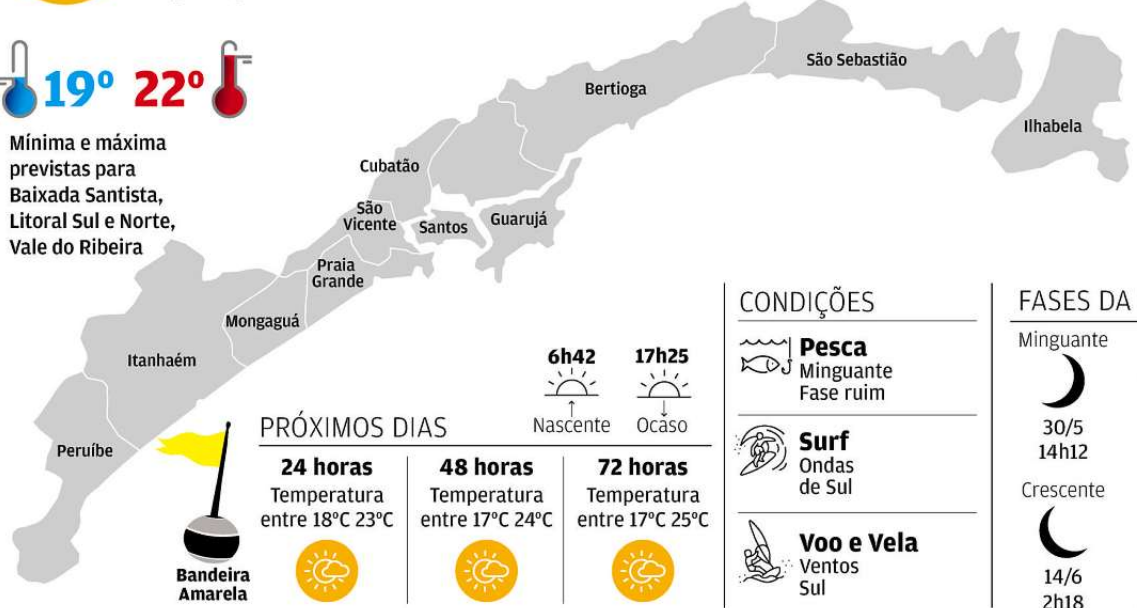 19º 22º
Mínima e máxima
previstas para
Baixada Santista,
Litoral Sul e Norte,
Vale do Ribeira
São Sebastião
Bertioga
Ilhabela
Cubatão
São
Vicente
Santos
Guarujá
Praia
Grande
Mongaguá
Itanhaém
Peruíbe
Bandeira
Amarela
6h42
Nascente
17h25
Ocaso
PRÓXIMOS DIAS
24 horas
Temperatura
entre 18ºC 23ºC
48 horas
Temperatura
entre 17ºC 24ºC
72 horas
Temperatura
entre 17ºC 25ºC
CONDIÇÕES
Pesca
Minguante
Fase ruim
Surf
Ondas
de Sul
Voo e Vela
Ventos
Sul
FASES DA
Minguante
30/5
14h12
Crescente
14/6
2h18